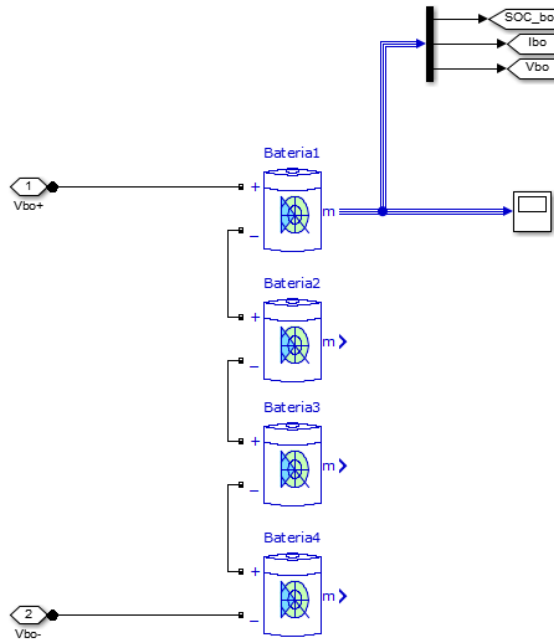 SOC_bo
Ibo
Vbo
Bateria1
1
+
m
Vbo+
−
Bateria2
+
m
−
Bateria3
+
m
−
Bateria4
+
m
2
−
Vbo-